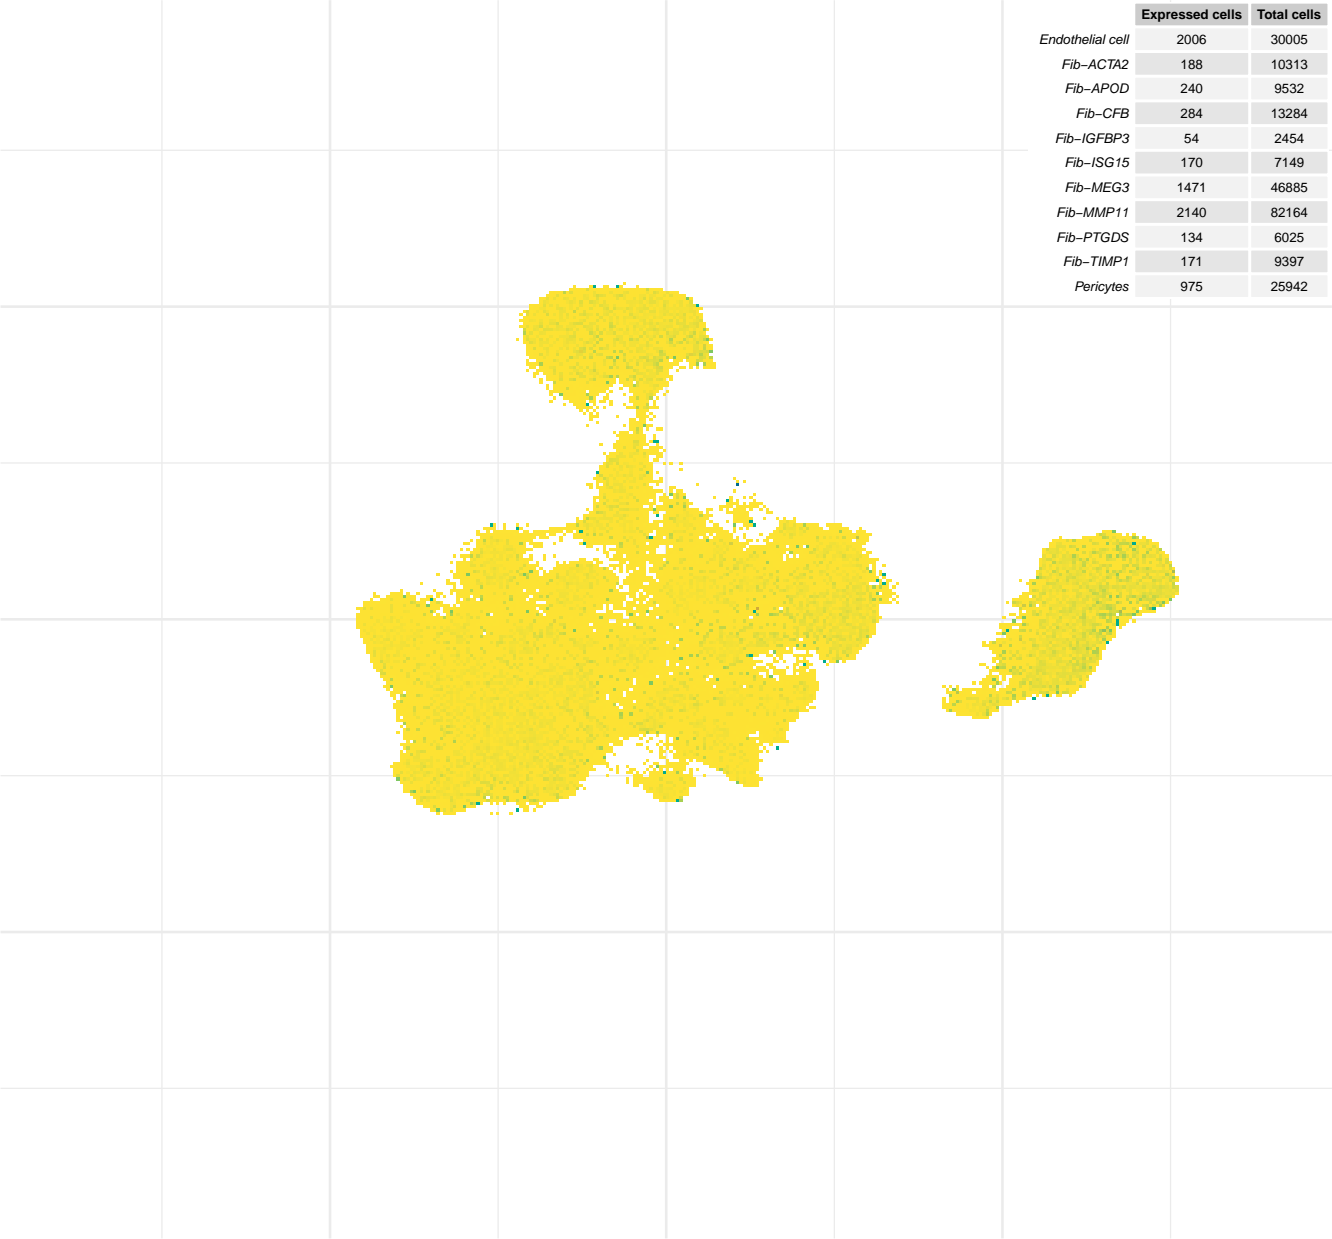 Expressed cells Total cells
Endothelial cell 2006 30005
Fib−ACTA2 188 10313
Fib−APOD 240 9532
Fib−CFB 284 13284
Fib−IGFBP3 54 2454
Fib−ISG15 170 7149
Fib−MEG3 1471 46885
Fib−MMP11 2140 82164
Fib−PTGDS 134 6025
Fib−TIMP1 171 9397
Pericytes 975 25942